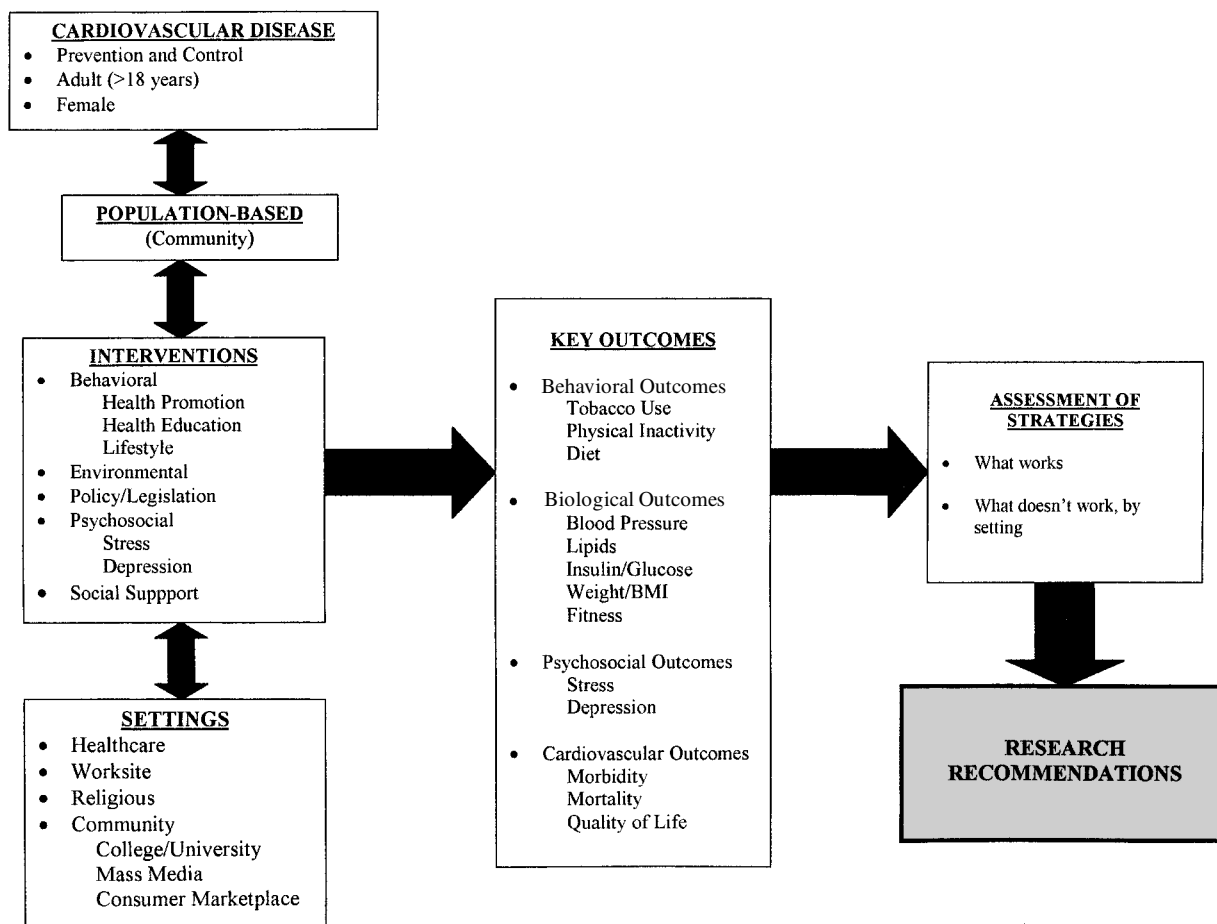 CARDIOVASCULAR DISEASE
• Prevention and Control
• Adult (>18 years)
• Female
POPULATION-BASED
(Community)
INTERVENTIONS
• Behavioral
Health Promotion
Health Education
Lifestyle
• Environmental
• Policy/Legislation
• Psychosocial
Stress
Depression
• Social Suppport
SETTINGS
• Healthcare
• Worksite
• Religious
• Community
College/University
Mass Media
Consumer Marketplace
KEY OUTCOMES
• Behavioral Outcomes
Tobacco Use
Physical Inactivity
Diet
• Biological Outcomes
Blood Pressure
Lipids
Insulin/Glucose
Weight/BMI
Fitness
• Psychosocial Outcomes
Stress
Depression
• Cardiovascular Outcomes
Morbidity
Mortality
Quality of Life
ASSESSMENT OF
STRATEGIES
• What works
• What doesn't work, by
setting
RESEARCH
RECOMMENDATIONS